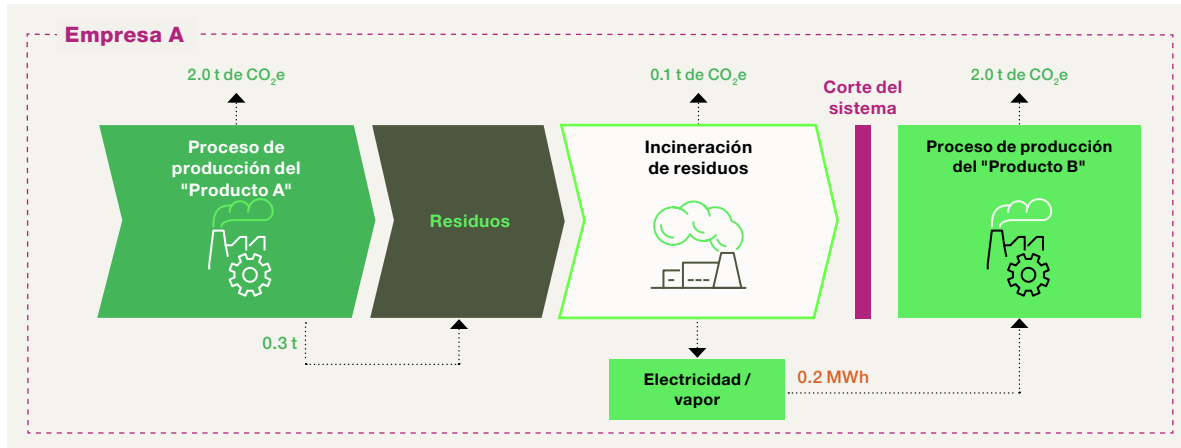 Empresa A
2.0 t de CO₂e
0.1 t de CO₂e
2.0 t de CO₂e
Corte del
sistema
Proceso de
producción del
"Producto A"
Residuos
Incineración
de residuos
Proceso de producción
del "Producto B"
0.3 t
Electricidad /
vapor
0.2 MWh